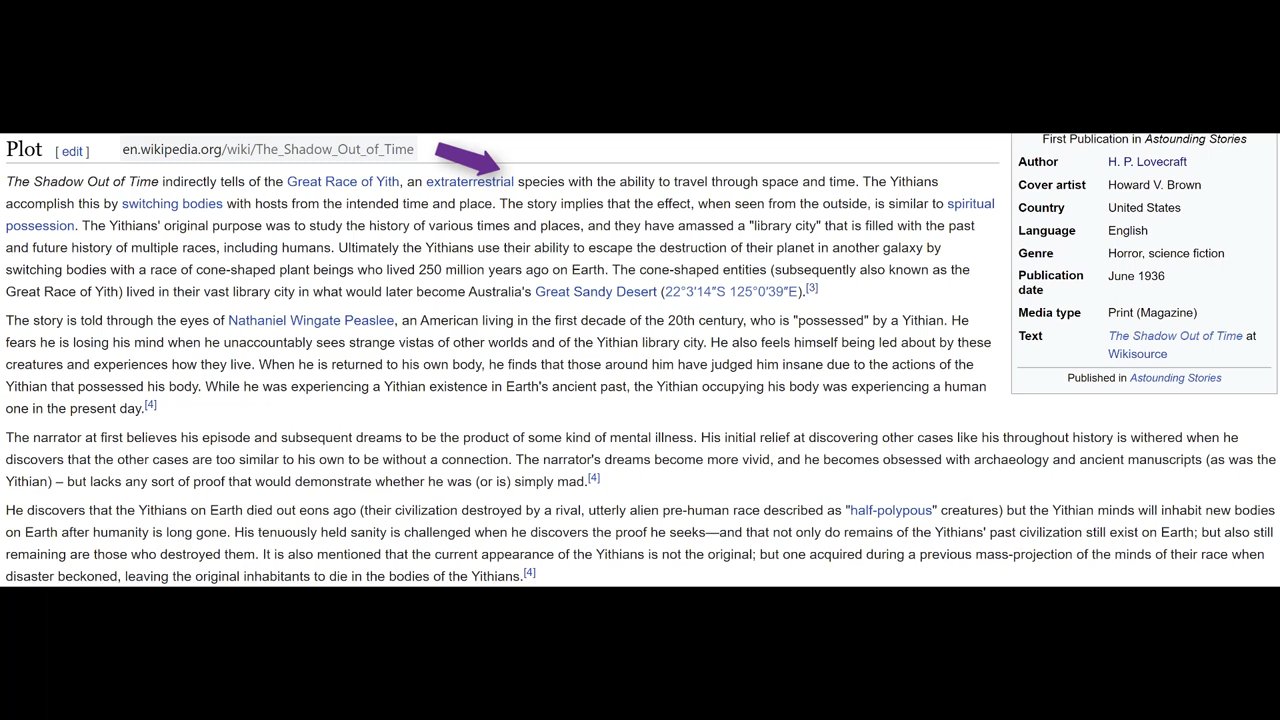 Plot [ edit ]
en.wikipedia.org/wiki/The_Shadow_Out_of_Time
The Shadow Out of Time indirectly tells of the Great Race of Yith, an extraterrestrial species with the ability to travel through space and time. The Yithians
accomplish this by switching bodies with hosts from the intended time and place. The story implies that the effect, when seen from the outside, is similar to spiritual
possession. The Yithians' original purpose was to study the history of various times and places, and they have amassed a "library city" that is filled with the past
and future history of multiple races, including humans. Ultimately the Yithians use their ability to escape the destruction of their planet in another galaxy by
switching bodies with a race of cone-shaped plant beings who lived 250 million years ago on Earth. The cone-shaped entities (subsequently also known as the
Great Race of Yith) lived in their vast library city in what would later become Australia's Great Sandy Desert (22°3′14″S 125°0′39″E).[3]
The story is told through the eyes of Nathaniel Wingate Peaslee, an American living in the first decade of the 20th century, who is "possessed" by a Yithian. He
fears he is losing his mind when he unaccountably sees strange vistas of other worlds and of the Yithian library city. He also feels himself being led about by these
creatures and experiences how they live. When he is returned to his own body, he finds that those around him have judged him insane due to the actions of the
Yithian that possessed his body. While he was experiencing a Yithian existence in Earth's ancient past, the Yithian occupying his body was experiencing a human
one in the present day.[4]
The narrator at first believes his episode and subsequent dreams to be the product of some kind of mental illness. His initial relief at discovering other cases like his throughout history is withered when he
discovers that the other cases are too similar to his own to be without a connection. The narrator's dreams become more vivid, and he becomes obsessed with archaeology and ancient manuscripts (as was the
Yithian) – but lacks any sort of proof that would demonstrate whether he was (or is) simply mad.[4]
He discovers that the Yithians on Earth died out eons ago (their civilization destroyed by a rival, utterly alien pre-human race described as "half-polypous" creatures) but the Yithian minds will inhabit new bodies
on Earth after humanity is long gone. His tenuously held sanity is challenged when he discovers the proof he seeks—and that not only do remains of the Yithians' past civilization still exist on Earth; but also still
remaining are those who destroyed them. It is also mentioned that the current appearance of the Yithians is not the original; but one acquired during a previous mass-projection of the minds of their race when
disaster beckoned, leaving the original inhabitants to die in the bodies of the Yithians.[4]
First Publication in Astounding Stories
Author H. P. Lovecraft
Cover artist Howard V. Brown
Country United States
Language English
Genre Horror, science fiction
Publication June 1936
date
Media type Print (Magazine)
Text The Shadow Out of Time at
Wikisource
Published in Astounding Stories